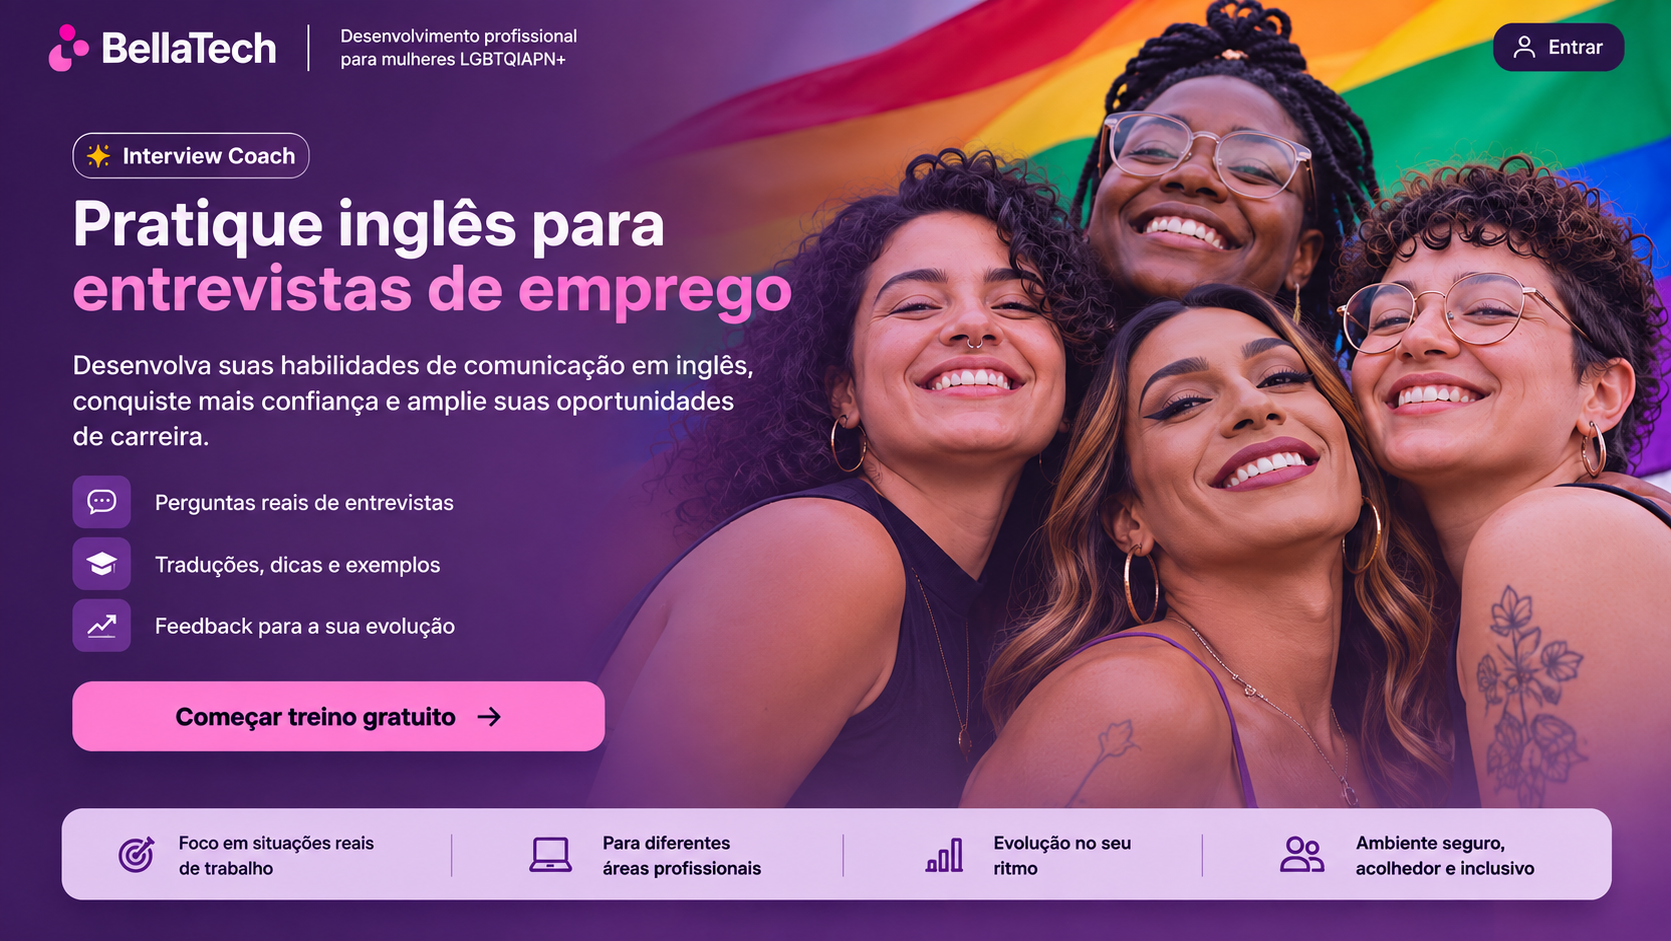 BellaTech
Desenvolvimento profissional
para mulheres LGBTQIAPN+
Entrar
Interview Coach
Pratique inglês para
entrevistas de emprego
Desenvolva suas habilidades de comunicação em inglês,
conquiste mais confiança e amplie suas oportunidades
de carreira.
Perguntas reais de entrevistas
Traduções, dicas e exemplos
Feedback para a sua evolução
Começar treino gratuito →
Foco em situações reais
de trabalho
Para diferentes
áreas profissionais
Evolução no seu
ritmo
Ambiente seguro,
acolhedor e inclusivo